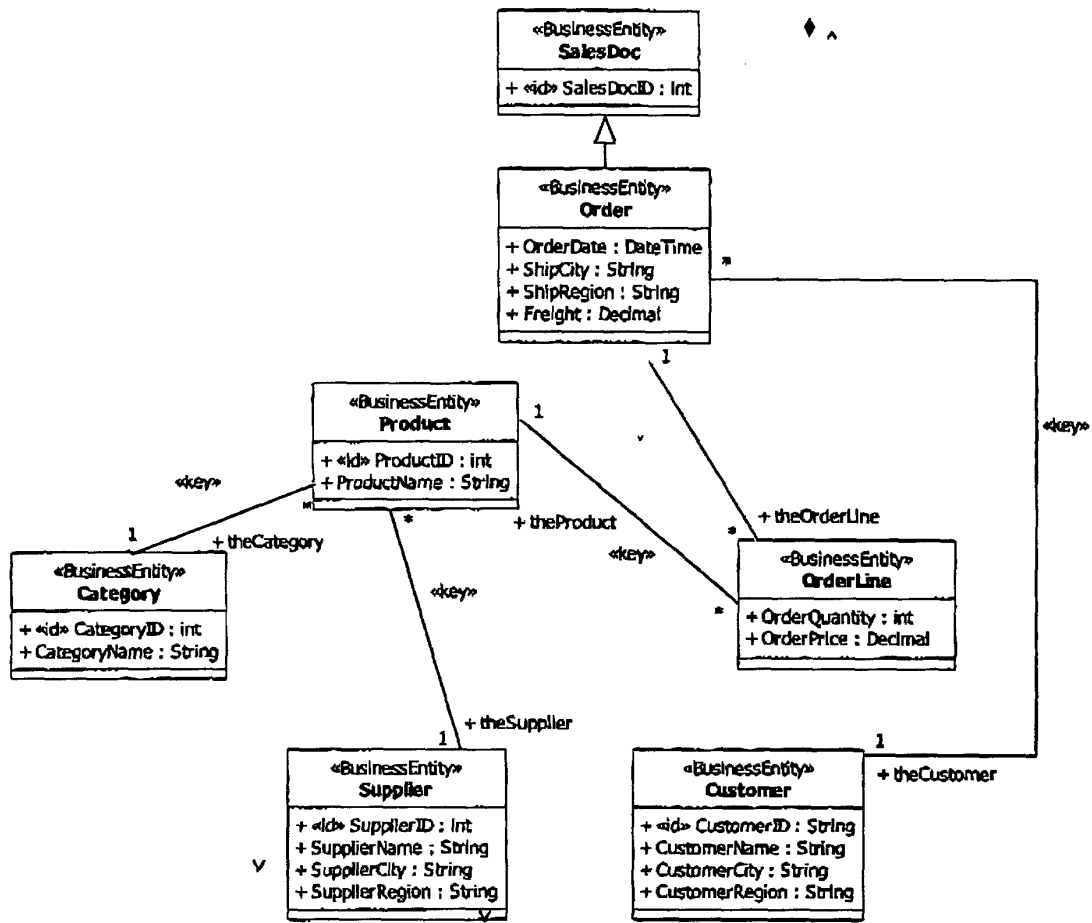 «BusinessEntity»
SalesDoc
+ «id» SalesDocID : Int
«BusinessEntity»
Order
+ OrderDate : DateTime
+ ShipCity : String
+ ShipRegion : String
+ Freight : Decimal
*
1
«key»
«BusinessEntity»
Product
+ «id» ProductID : int
+ ProductName : String
1
«key»
*
*
1
+ theCategory
+ theProduct
«key»
+ theOrderLine
*
«BusinessEntity»
Category
+ «id» CategoryID : int
+ CategoryName : String
«key»
«BusinessEntity»
OrderLine
+ OrderQuantity : int
+ OrderPrice : Decimal
*
+ theSupplier
1
«BusinessEntity»
Supplier
+ «id» SupplierID : Int
+ SupplierName : String
+ SupplierCity : String
+ SupplierRegion : String
1
+ theCustomer
«BusinessEntity»
Customer
+ «id» CustomerID : String
+ CustomerName : String
+ CustomerCity : String
+ CustomerRegion : String